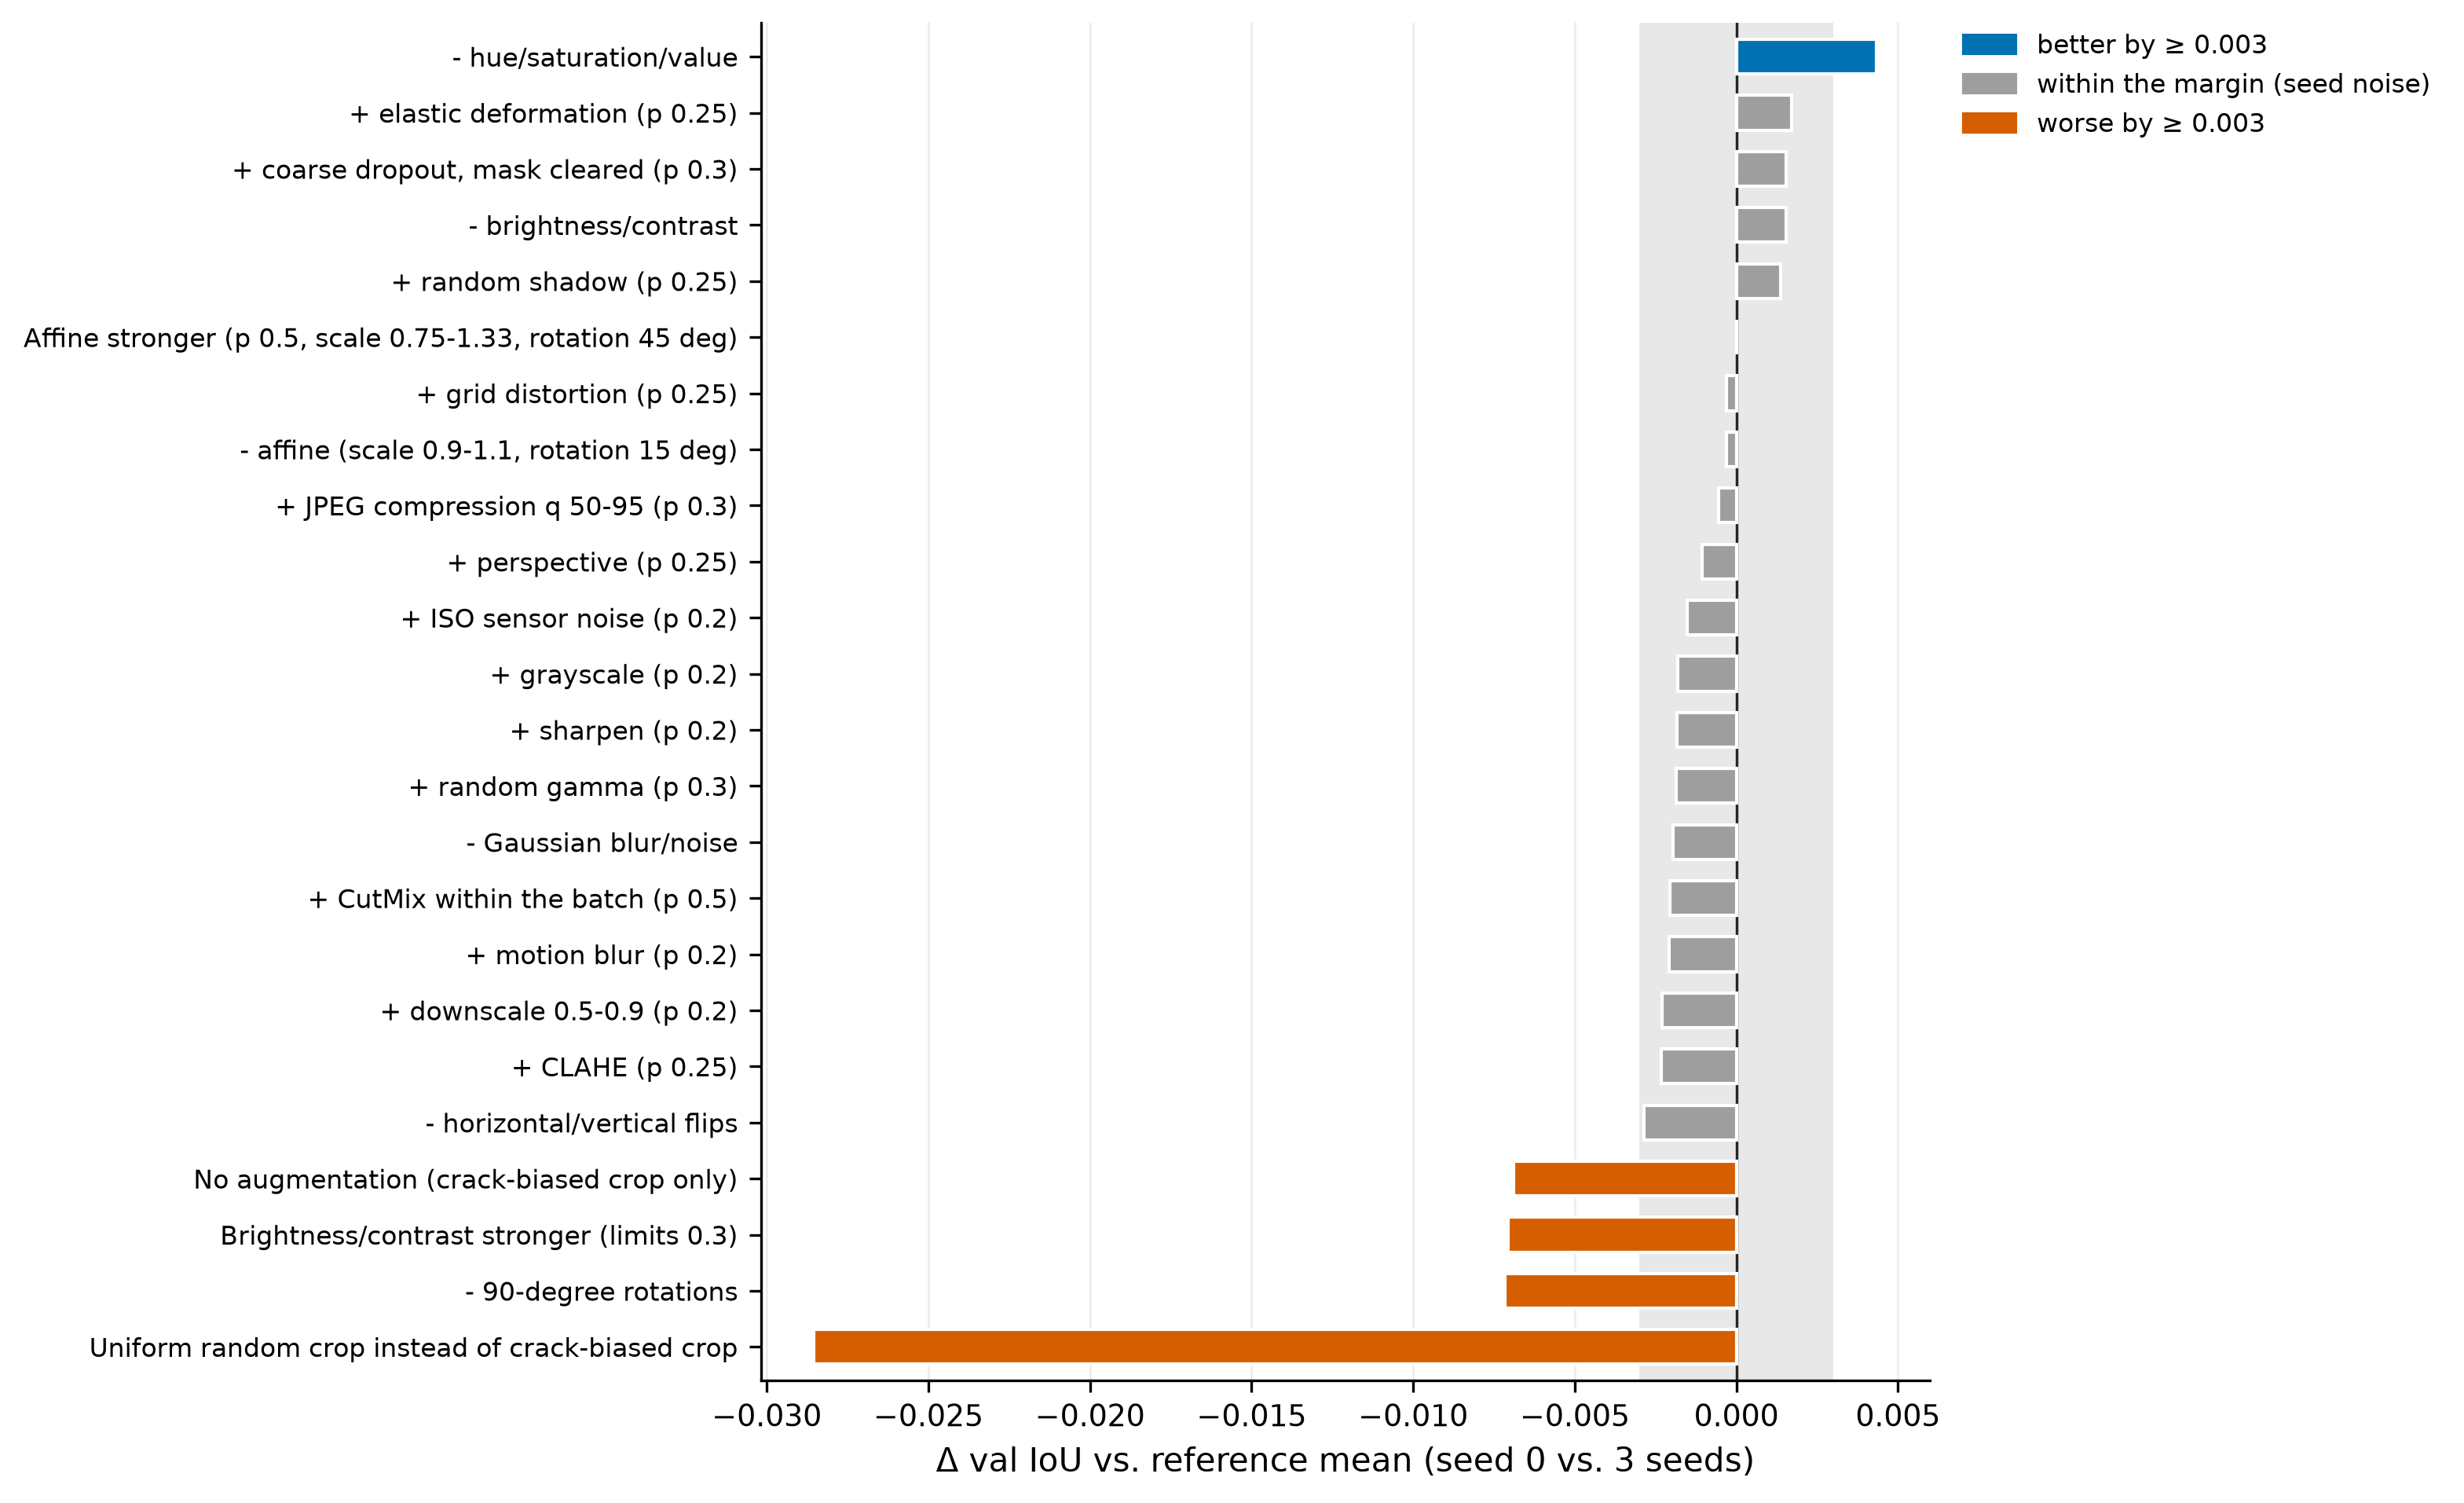 - hue/saturation/value
+ elastic deformation (p 0.25)
+ coarse dropout, mask cleared (p 0.3)
- brightness/contrast
+ random shadow (p 0.25)
Affine stronger (p 0.5, scale 0.75-1.33, rotation 45 deg)
+ grid distortion (p 0.25)
- affine (scale 0.9-1.1, rotation 15 deg)
+ JPEG compression q 50-95 (p 0.3)
+ perspective (p 0.25)
+ ISO sensor noise (p 0.2)
+ grayscale (p 0.2)
+ sharpen (p 0.2)
+ random gamma (p 0.3)
- Gaussian blur/noise
+ CutMix within the batch (p 0.5)
+ motion blur (p 0.2)
+ downscale 0.5-0.9 (p 0.2)
+ CLAHE (p 0.25)
- horizontal/vertical flips
No augmentation (crack-biased crop only)
Brightness/contrast stronger (limits 0.3)
- 90-degree rotations
Uniform random crop instead of crack-biased crop
−0.030 −0.025 −0.020 −0.015 −0.010 −0.005 0.000 0.005
Δ val IoU vs. reference mean (seed 0 vs. 3 seeds)
better by ≥ 0.003
within the margin (seed noise)
worse by ≥ 0.003